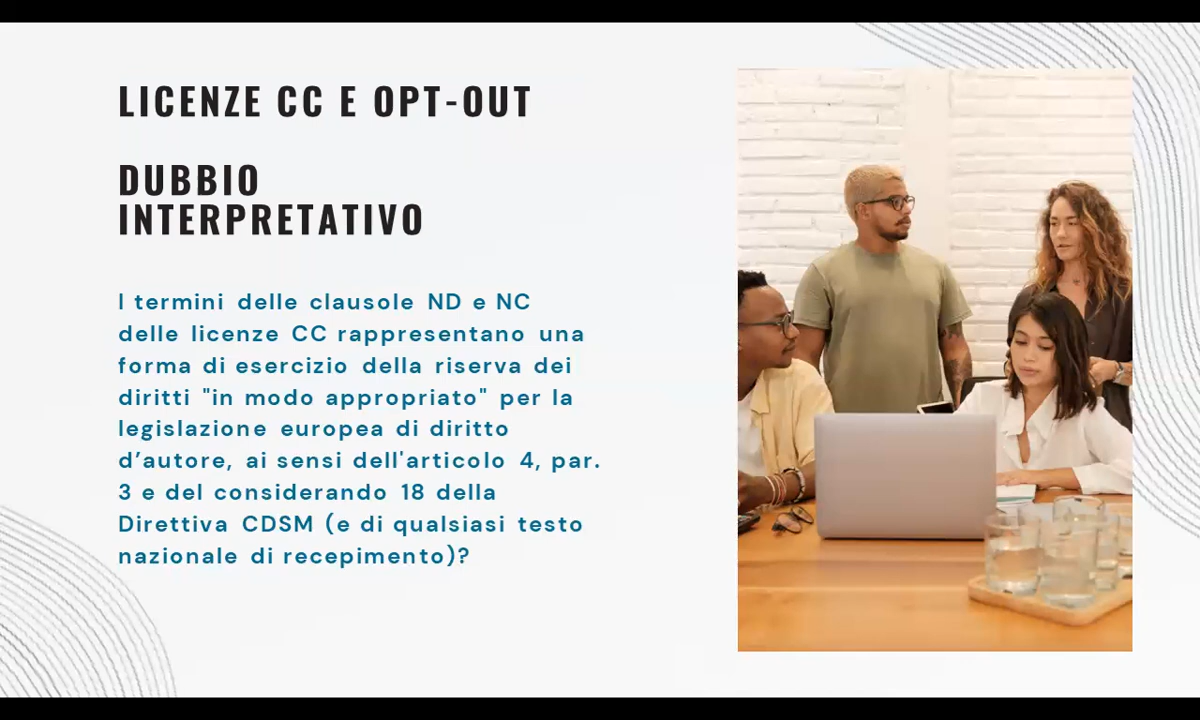 LICENZE CC E OPT-OUT
DUBBIO
INTERPRETATIVO
I termini delle clausole ND e NC
delle licenze CC rappresentano una
forma di esercizio della riserva dei
diritti "in modo appropriato" per la
legislazione europea di diritto
d’autore, ai sensi dell'articolo 4, par.
3 e del considerando 18 della
Direttiva CDSM (e di qualsiasi testo
nazionale di recepimento)?